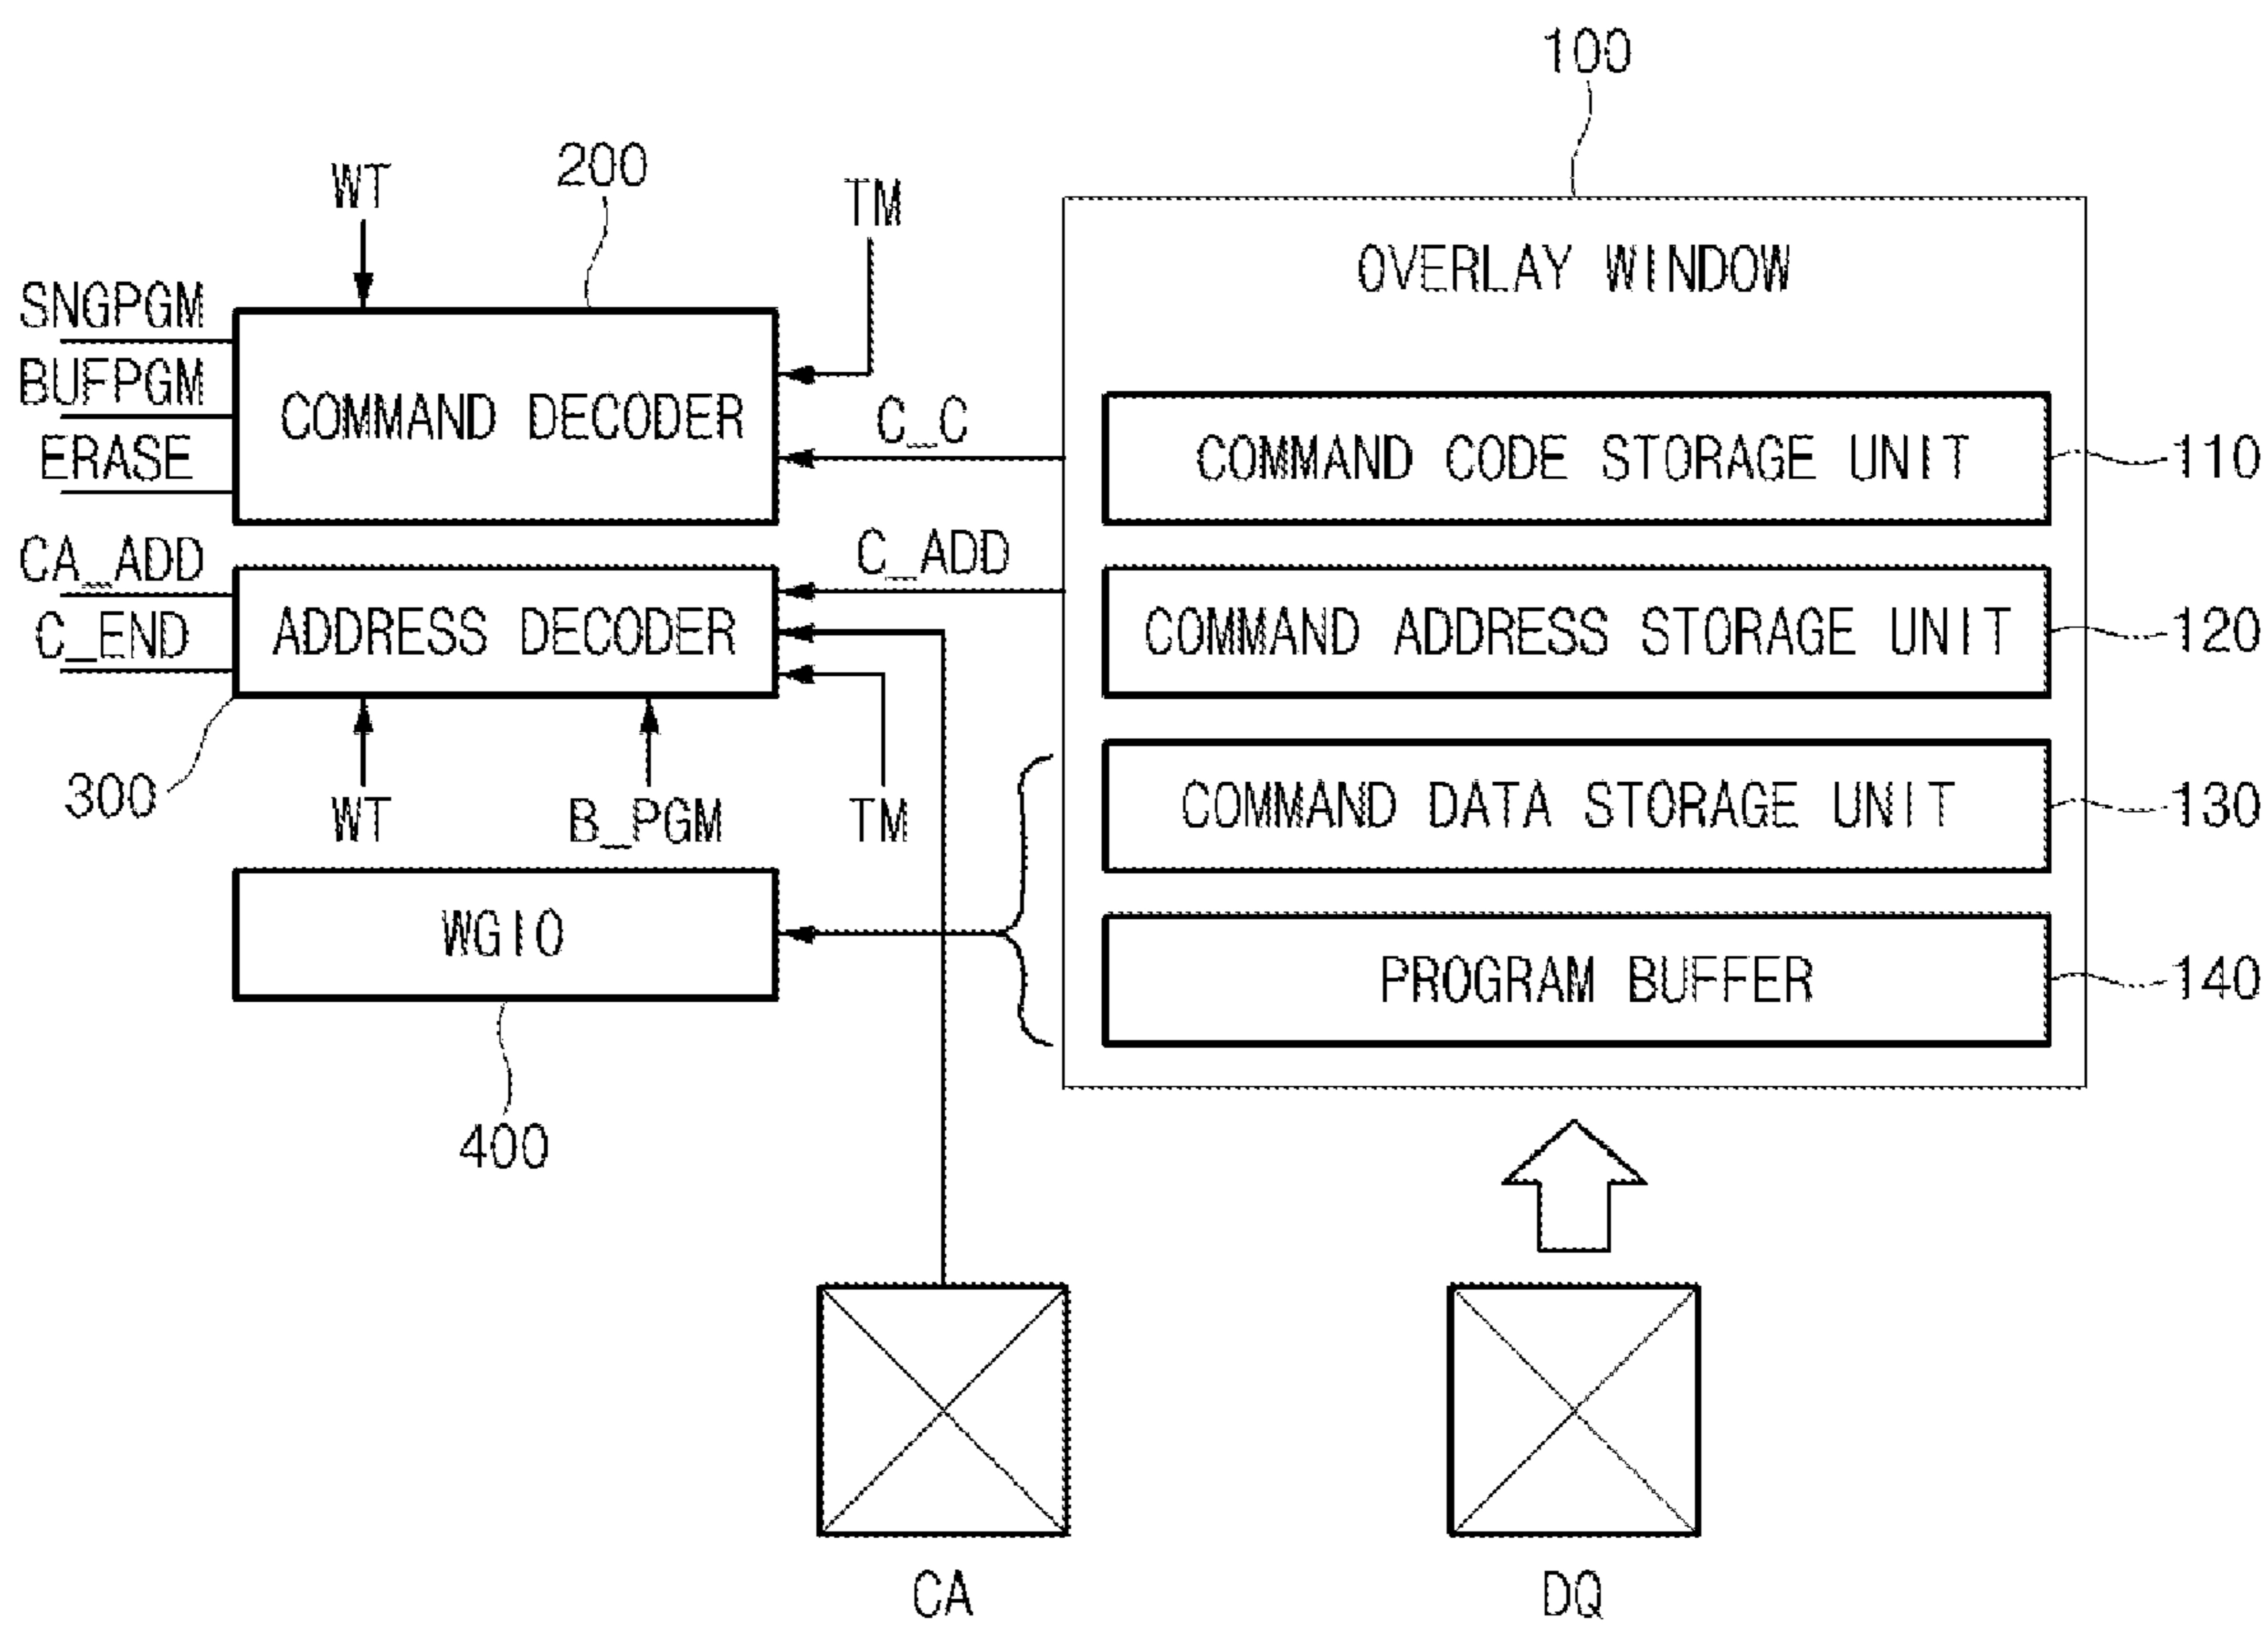 100
WT
200
TM
OVERLAY WINDOW
SNGPGM
BUFPGM
ERASE
COMMAND DECODER
C_C
COMMAND CODE STORAGE UNIT
110
CA_ADD
C_END
ADDRESS DECODER
C_ADD
COMMAND ADDRESS STORAGE UNIT
120
300
WT
B_PGM
TM
COMMAND DATA STORAGE UNIT
130
WGIO
PROGRAM BUFFER
140
400
CA
DQ